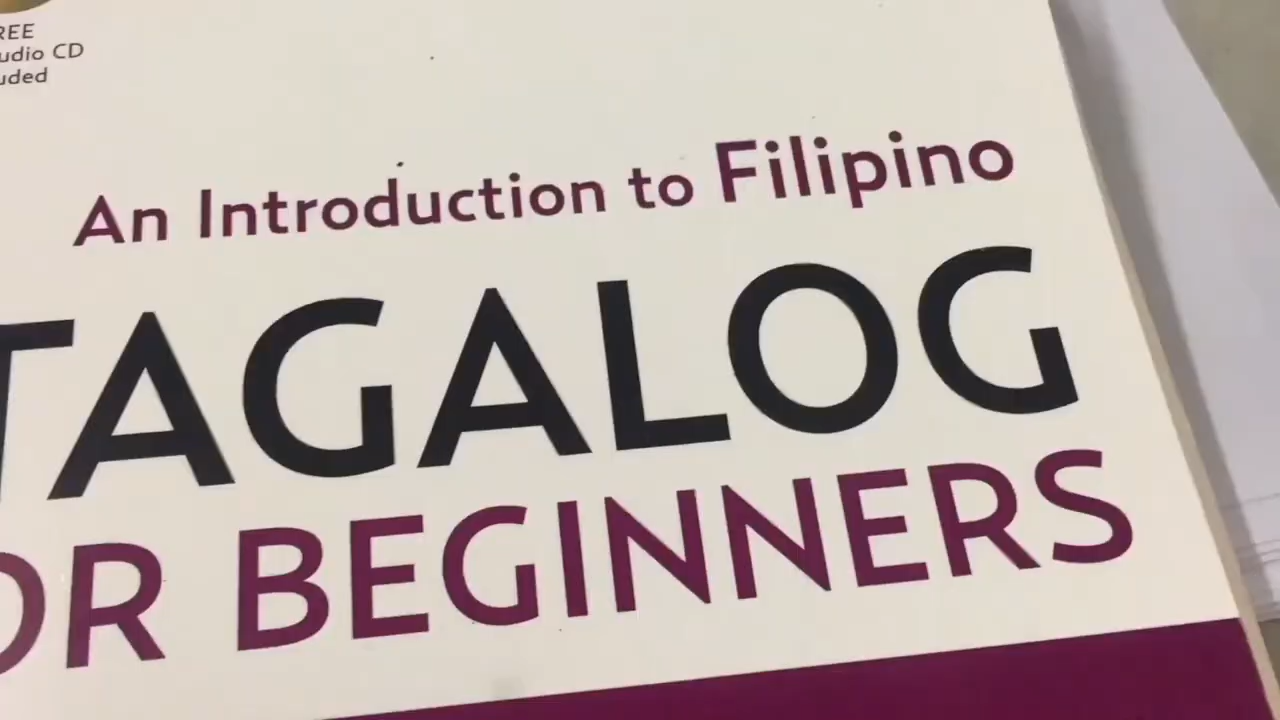 REE
udio CD
uded
An Introduction to Filipino
TAGALOG
OR BEGINNERS